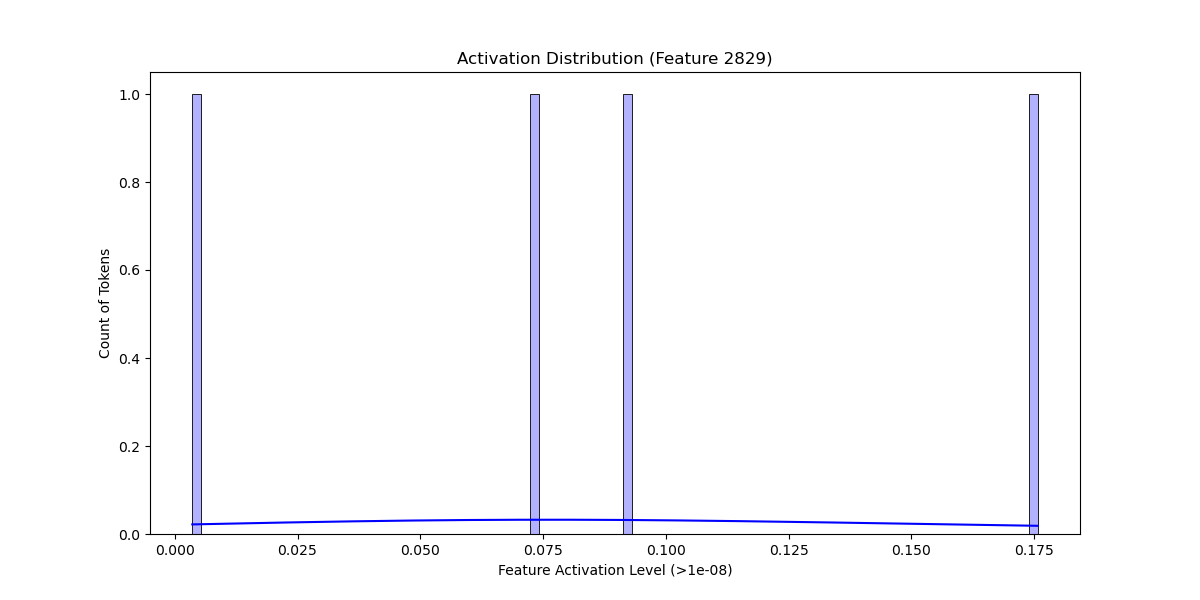 Activation Distribution (Feature 2829)
1.0
0.8
0.6
0.4
0.2
0.0
Count of Tokens
0.000 0.025 0.050 0.075 0.100 0.125 0.150 0.175
Feature Activation Level (>1e-08)